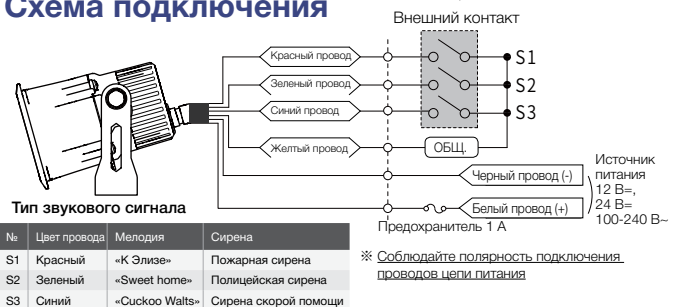 Схема подключения
Внешний контакт
Красный провод
S1
Зеленый провод
S2
Синий провод
S3
Желтый провод
ОБЩ.
Черный провод (-)
Белый провод (+)
Источник
питания
12 В=,
24 В=
100-240 В~
Предохранитель 1 А
Тип звукового сигнала
№ Цвет провода Мелодия Сирена
S1 Красный «К Элизе» Пожарная сирена
S2 Зеленый «Sweet home» Полицейская сирена
S3 Синий «Cuckoo Walts» Сирена скорой помощи
※ Соблюдайте полярность подключения
проводов цепи питания